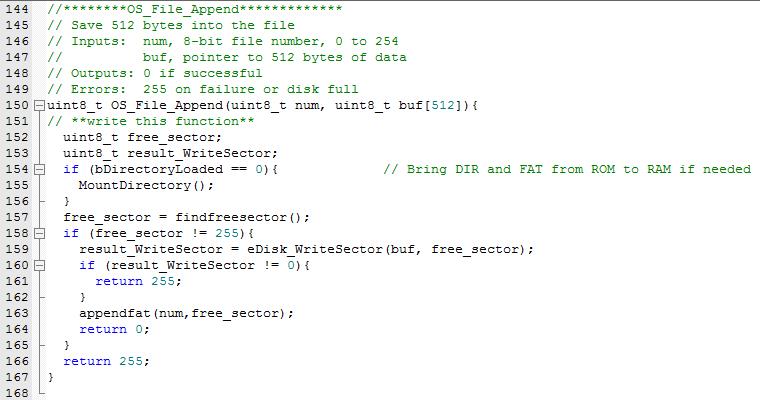 144 //********OS_File_Append*************
145 // Save 512 bytes into the file
146 // Inputs:  num, 8-bit file number, 0 to 254
147 //          buf, pointer to 512 bytes of data
148 // Outputs: 0 if successful
149 // Errors:  255 on failure or disk full
150 uint8_t OS_File_Append(uint8_t num, uint8_t buf[512]){
151 // **write this function**
152   uint8_t free_sector;
153   uint8_t result_WriteSector;
154   if (bDirectoryLoaded == 0){             // Bring DIR and FAT from ROM to RAM if needed
155     MountDirectory();
156   }
157   free_sector = findfreesector();
158   if (free_sector != 255){
159     result_WriteSector = eDisk_WriteSector(buf, free_sector);
160     if (result_WriteSector != 0){
161       return 255;
162     }
163     appendfat(num,free_sector);
164     return 0;
165   }
166   return 255;
167 }
168